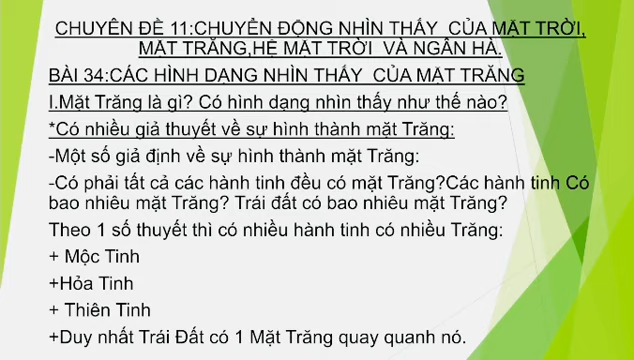 CHUYÊN ĐỀ 11:CHUYỂN ĐỘNG NHÌN THẤY CỦA MẶT TRỜI,
MẶT TRĂNG,HỆ MẶT TRỜI VÀ NGÂN HÀ.
BÀI 34:CÁC HÌNH DẠNG NHÌN THẤY CỦA MẶT TRĂNG
I.Mặt Trăng là gì? Có hình dạng nhìn thấy như thế nào?
*Có nhiều giả thuyết về sự hình thành mặt Trăng:
-Một số giả định về sự hình thành mặt Trăng:
-Có phải tất cả các hành tinh đều có mặt Trăng?Các hành tinh Có
bao nhiêu mặt Trăng? Trái đất có bao nhiêu mặt Trăng?
Theo 1 số thuyết thì có nhiều hành tinh có nhiều Trăng:
+ Mộc Tinh
+Hỏa Tinh
+ Thiên Tinh
+Duy nhất Trái Đất có 1 Mặt Trăng quay quanh nó.